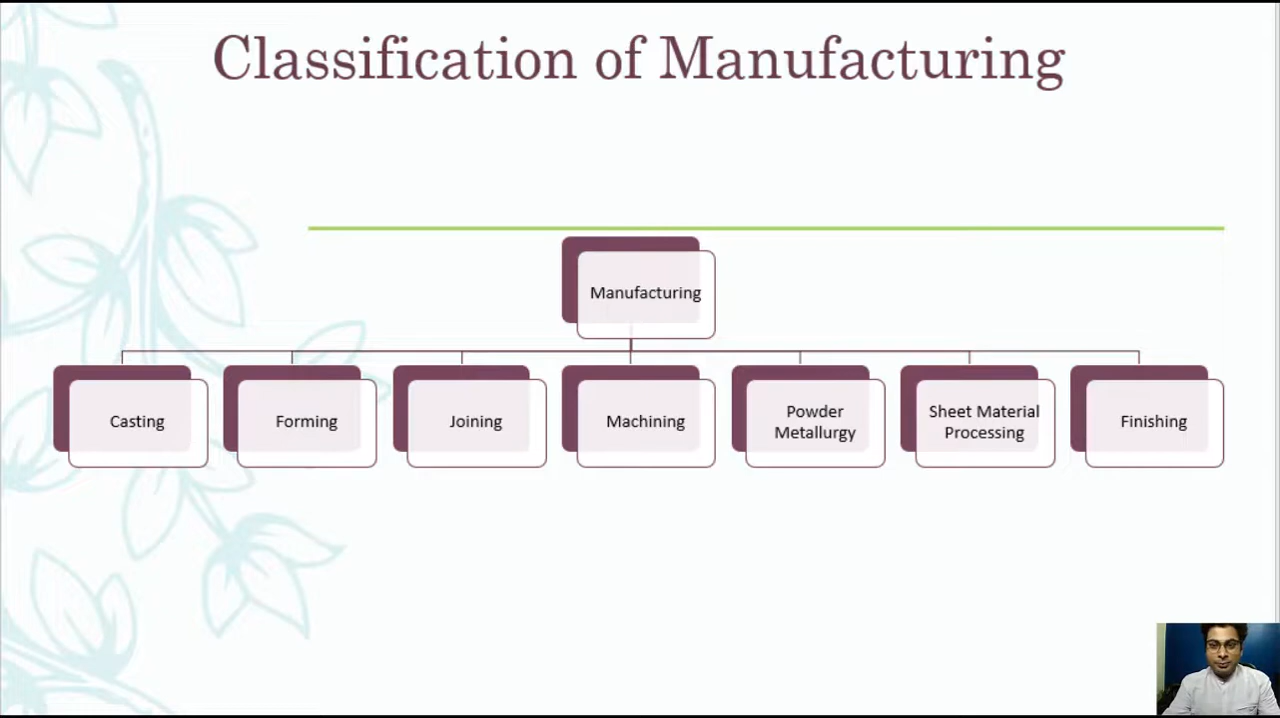 Classification of Manufacturing
Manufacturing
Casting
Forming
Joining
Machining
Powder
Metallurgy
Sheet Material
Processing
Finishing